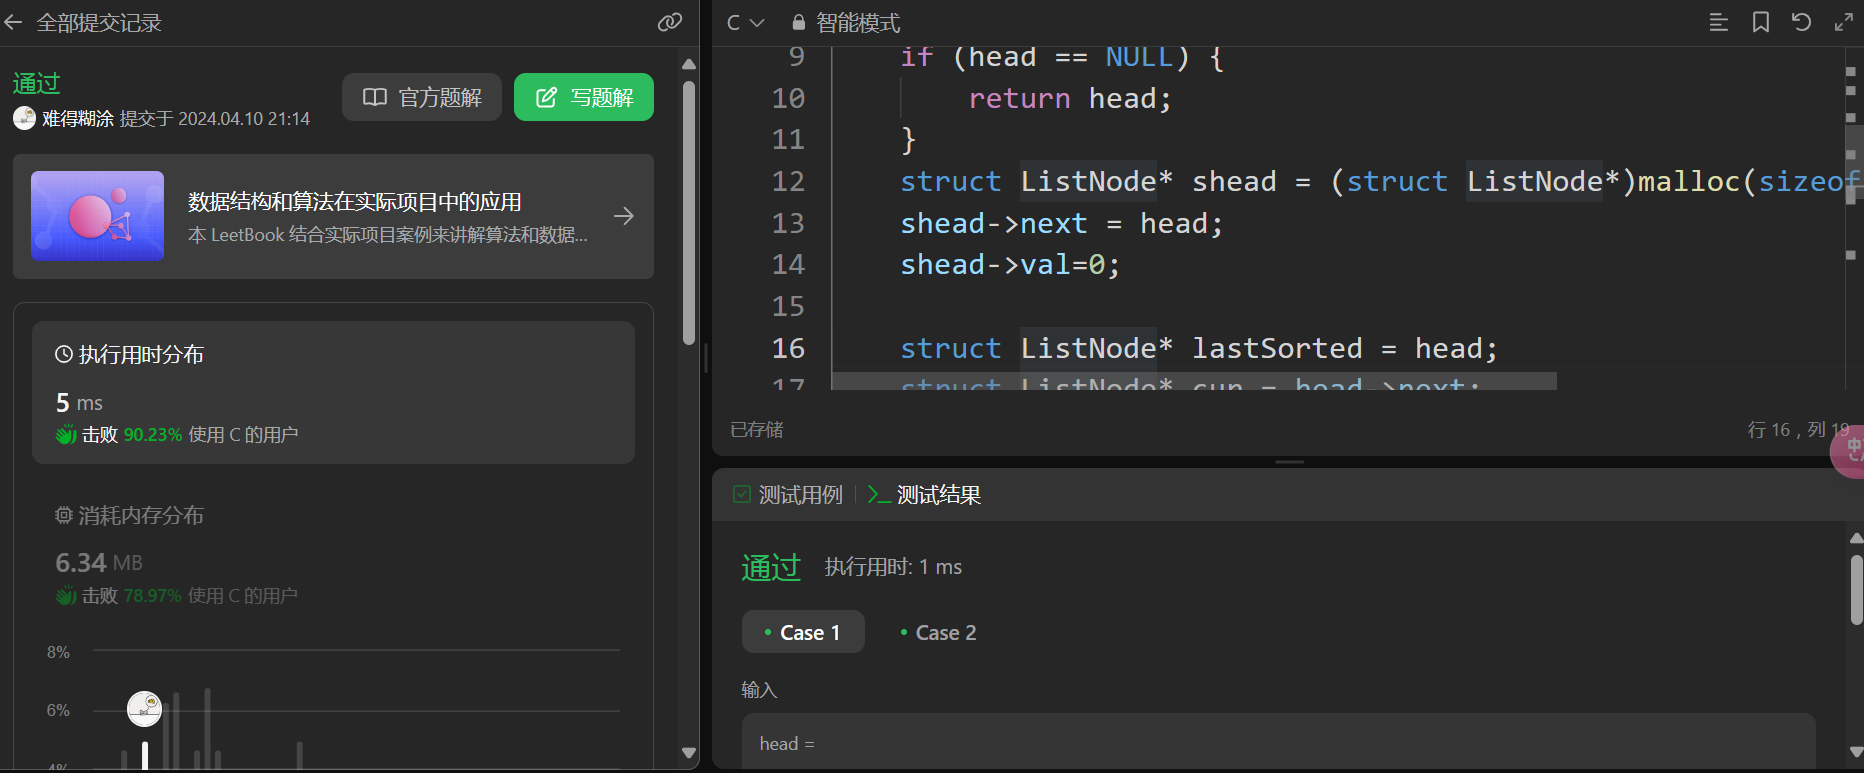 全部提交记录
通过
难得糊涂 提交于 2024.04.10 21:14
官方题解
写题解
数据结构和算法在实际项目中的应用
本 LeetBook 结合实际项目案例来讲解算法和数据...
执行用时分布
5 ms
击败 90.23% 使用 C 的用户
消耗内存分布
6.34 MB
击败 78.97% 使用 C 的用户
8%
6%
4%
C 智能模式
9 if (head == NULL) {
10 return head;
11 }
12 struct ListNode* shead = (struct ListNode*)malloc(sizeof
13 shead->next = head;
14 shead->val=0;
15
16 struct ListNode* lastSorted = head;
17 struct ListNode* cur = head->next;
已存储
行 16 , 列 19
中
测试用例
测试结果
通过 执行用时: 1 ms
Case 1 Case 2
输入
head =